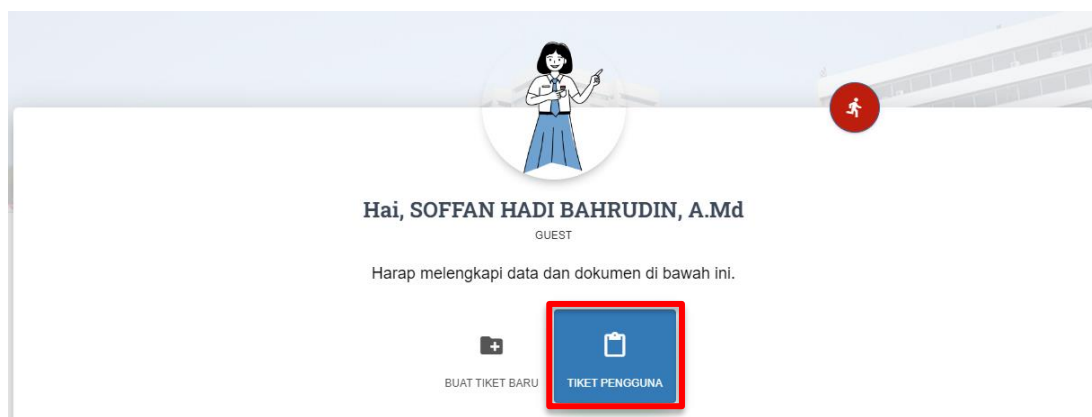 Hai, SOFFAN HADI BAHRUDIN, A.Md
GUEST
Harap melengkapi data dan dokumen di bawah ini.
BUAT TIKET BARU
TIKET PENGGUNA